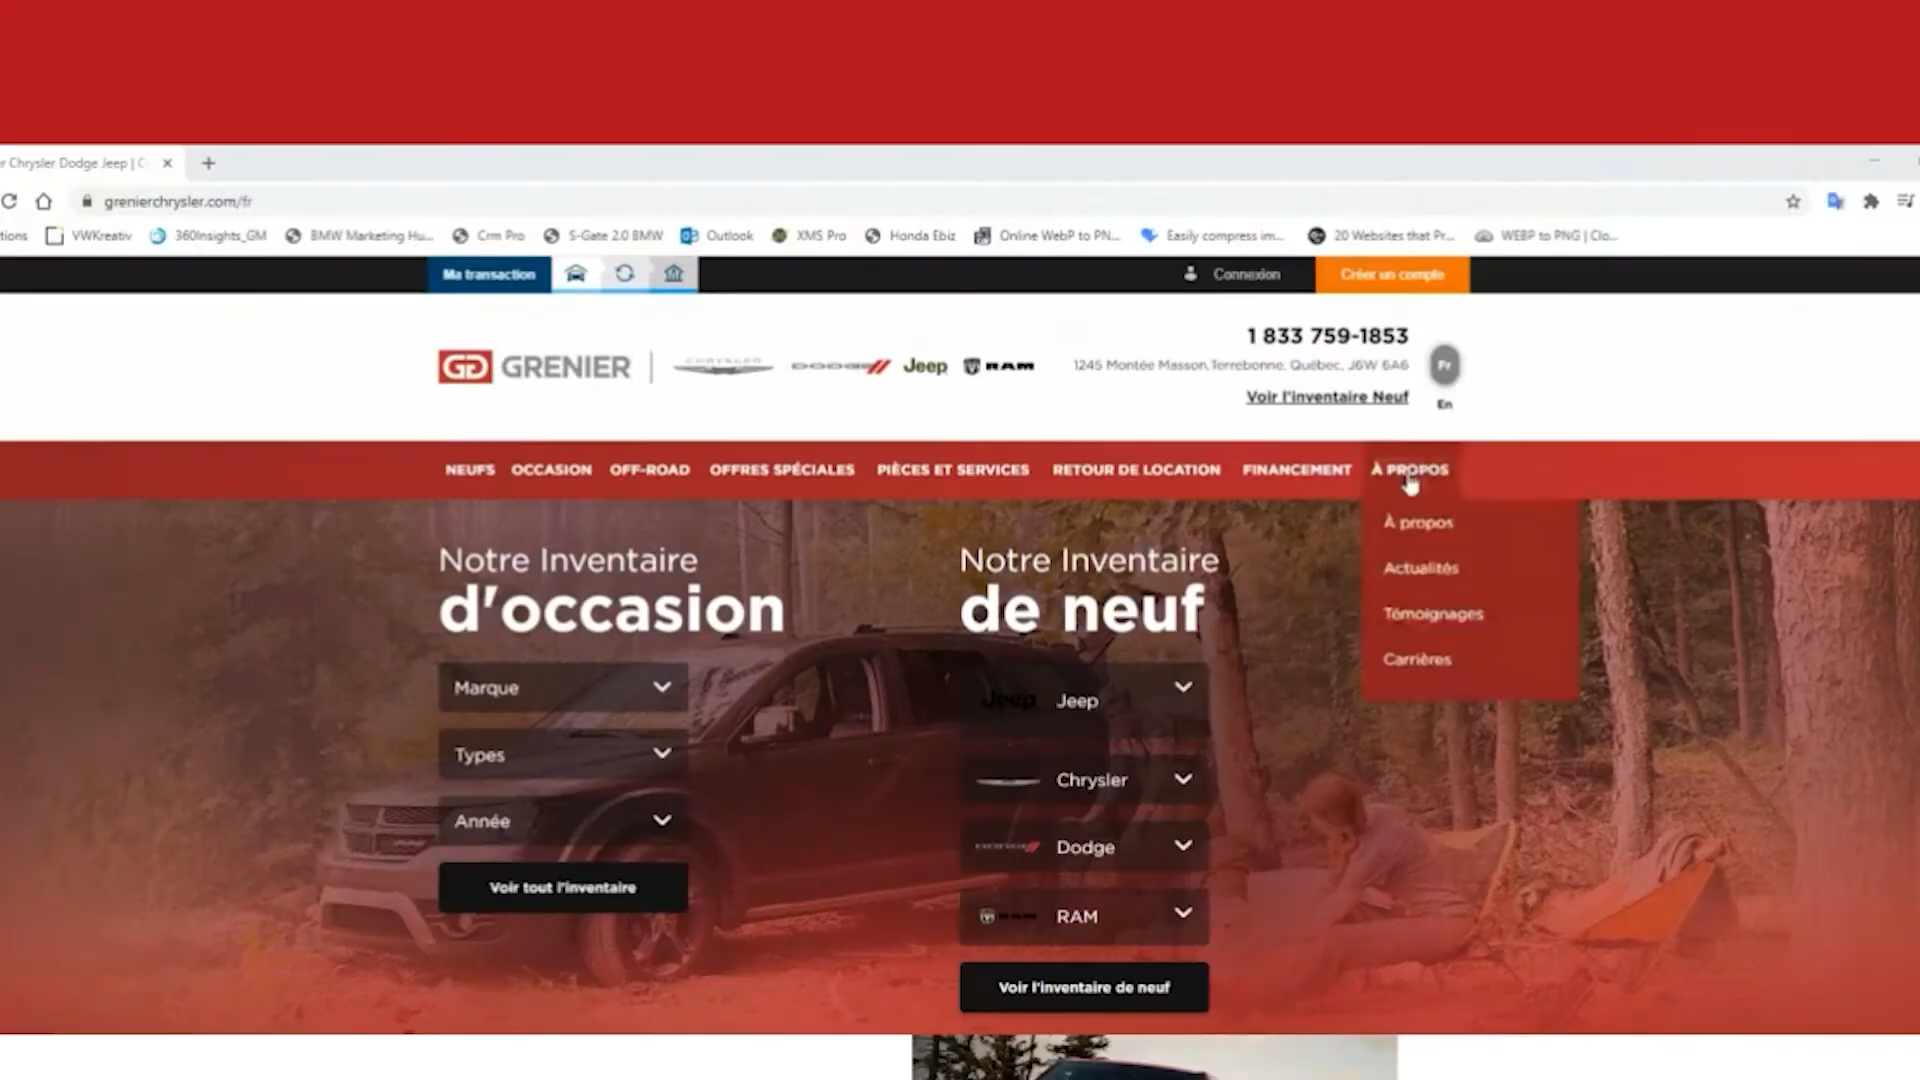 r Chrysler Dodge Jeep | C
grenierchrysler.com/fr
tions VWKreativ 360Insights_GM BMW Marketing Hu... Crm Pro S-Gate 2.0 BMW Outlook XMS Pro Honda Ebiz Online WebP to PN... Easily compress im... 20 Websites that Pr... WEBP to PNG | Clo...
Ma transaction Connexion Créer un compte
GRENIER CHRYSLER DODGE Jeep RAM
1 833 759-1853
1245 Montée Masson, Terrebonne, Québec, J6W 6A6
Voir l'inventaire Neuf
Fr
En
NEUFS OCCASION OFF-ROAD OFFRES SPÉCIALES PIÈCES ET SERVICES RETOUR DE LOCATION FINANCEMENT À PROPOS
À propos
Actualités
Témoignages
Carrières
Notre Inventaire
d'occasion
Marque
Types
Année
Voir tout l'inventaire
Notre Inventaire
de neuf
Jeep Jeep
Chrysler
DODGE Dodge
RAM RAM
Voir l'inventaire de neuf